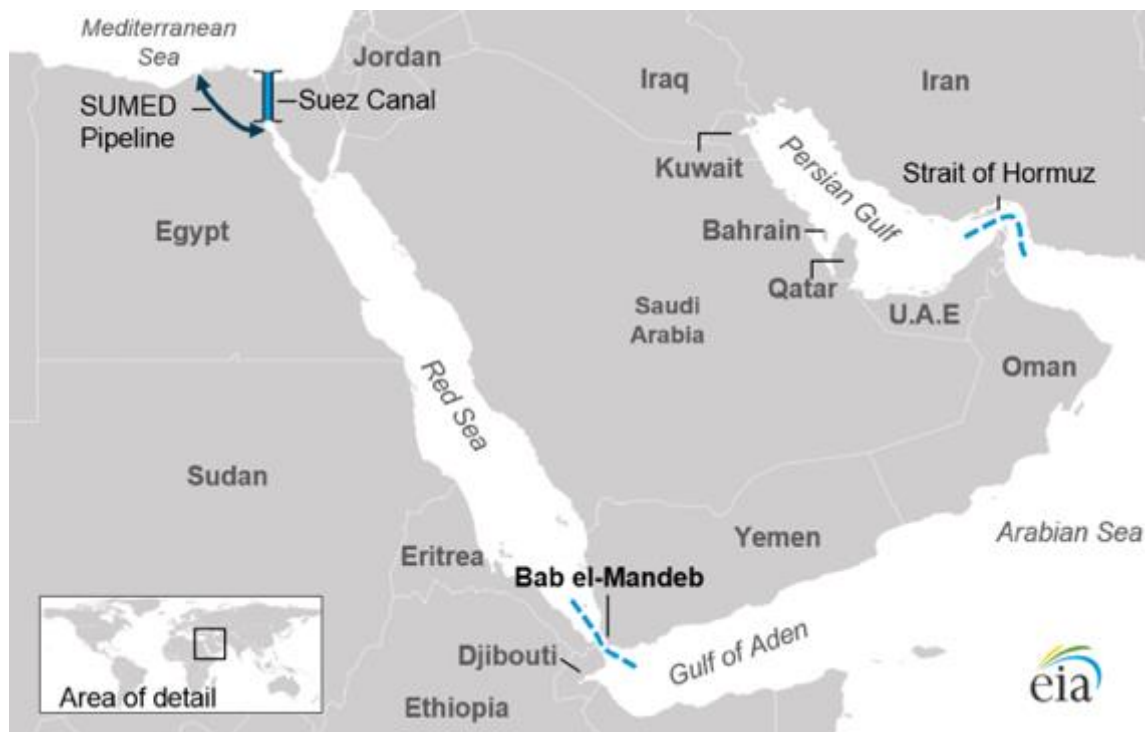 Mediterranean
Sea
Jordan
Iraq
Iran
SUMED
Pipeline
Suez Canal
Kuwait
Persian Gulf
Strait of Hormuz
Egypt
Bahrain
Qatar
Saudi
Arabia
U.A.E
Oman
Red Sea
Sudan
Yemen
Arabian Sea
Eritrea
Bab el-Mandeb
Djibouti
Gulf of Aden
Ethiopia
Area of detail
eia